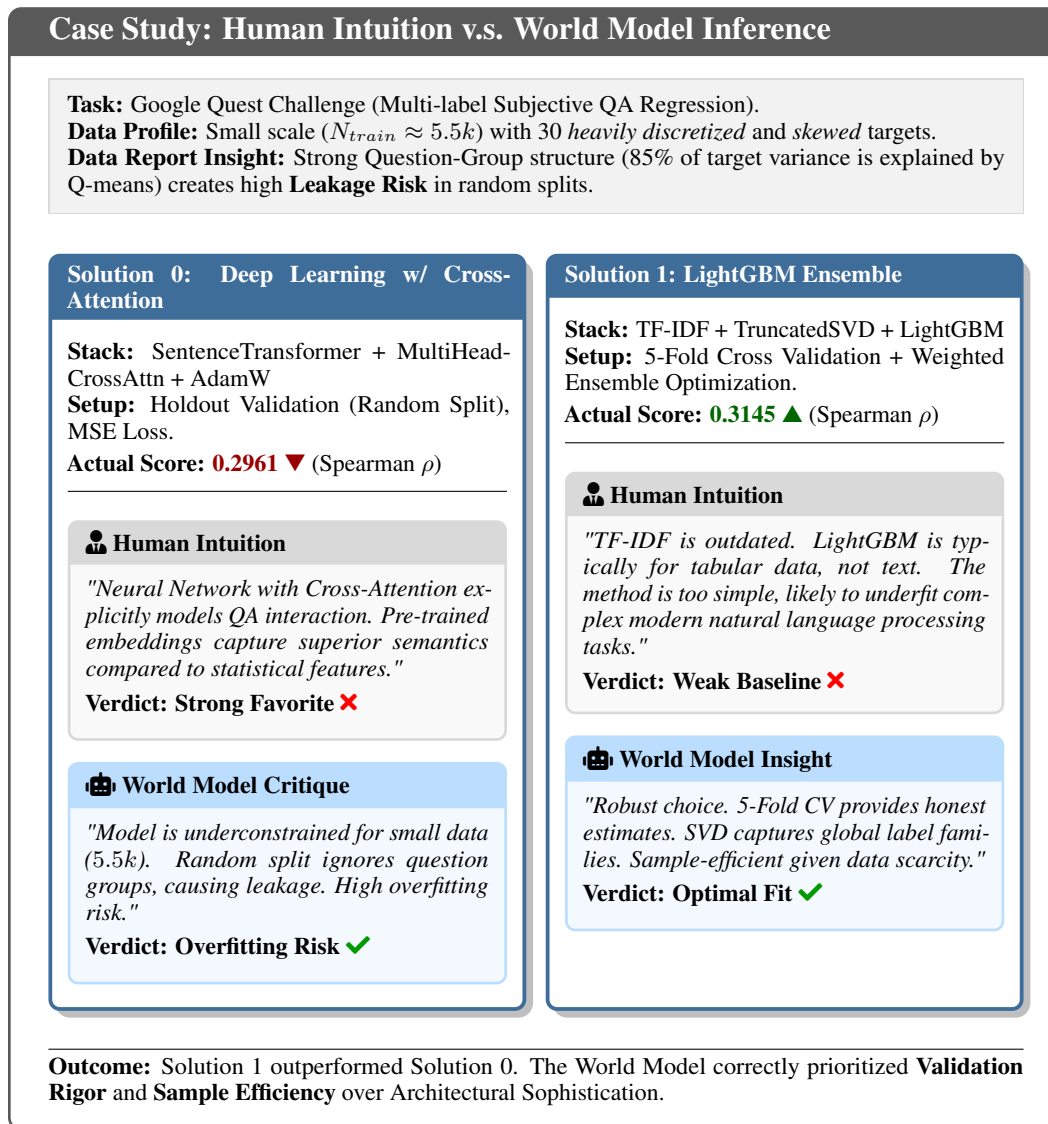 Case Study: Human Intuition v.s. World Model Inference
Task: Google Quest Challenge (Multi-label Subjective QA Regression).
Data Profile: Small scale (N_train ≈ 5.5k) with 30 heavily discretized and skewed targets.
Data Report Insight: Strong Question-Group structure (85% of target variance is explained by
Q-means) creates high Leakage Risk in random splits.
Solution 0: Deep Learning w/ Cross-
Attention
Stack: SentenceTransformer + MultiHead-
CrossAttn + AdamW
Setup: Holdout Validation (Random Split),
MSE Loss.
Actual Score: 0.2961 ▼ (Spearman ρ)
Human Intuition
"Neural Network with Cross-Attention ex-
plicitly models QA interaction. Pre-trained
embeddings capture superior semantics
compared to statistical features."
Verdict: Strong Favorite ✖
World Model Critique
"Model is underconstrained for small data
(5.5k). Random split ignores question
groups, causing leakage. High overfitting
risk."
Verdict: Overfitting Risk ✔
Solution 1: LightGBM Ensemble
Stack: TF-IDF + TruncatedSVD + LightGBM
Setup: 5-Fold Cross Validation + Weighted
Ensemble Optimization.
Actual Score: 0.3145 ▲ (Spearman ρ)
Human Intuition
"TF-IDF is outdated. LightGBM is typ-
ically for tabular data, not text. The
method is too simple, likely to underfit com-
plex modern natural language processing
tasks."
Verdict: Weak Baseline ✖
World Model Insight
"Robust choice. 5-Fold CV provides honest
estimates. SVD captures global label fami-
lies. Sample-efficient given data scarcity."
Verdict: Optimal Fit ✔
Outcome: Solution 1 outperformed Solution 0. The World Model correctly prioritized Validation
Rigor and Sample Efficiency over Architectural Sophistication.